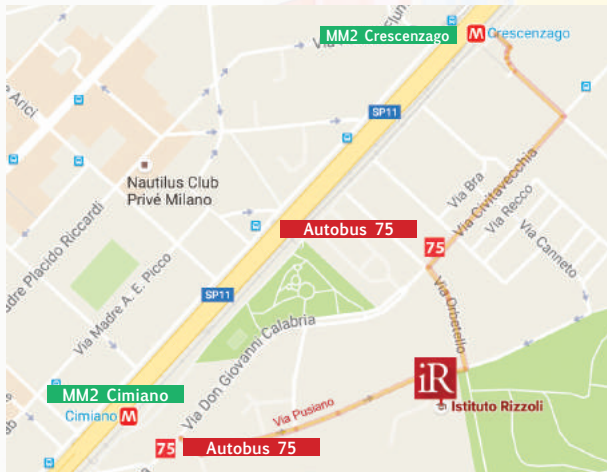 MM2 Crescenzago
M
Crescenzago
Via
Flun
e Arici
SP11
Nautilus Club
Privé Milano
Via Bra
Via Civitavecchia
Via Recco
Via Canneto
Autobus 75
75
adre Placido Riccardi
Via Madre A. E. Picco
SP11
Via Orbetello
Via Don Giovanni Calabria
iR
Istituto Rizzoli
MM2 Cimiano
Cimiano
M
Via Pusiano
75
Autobus 75